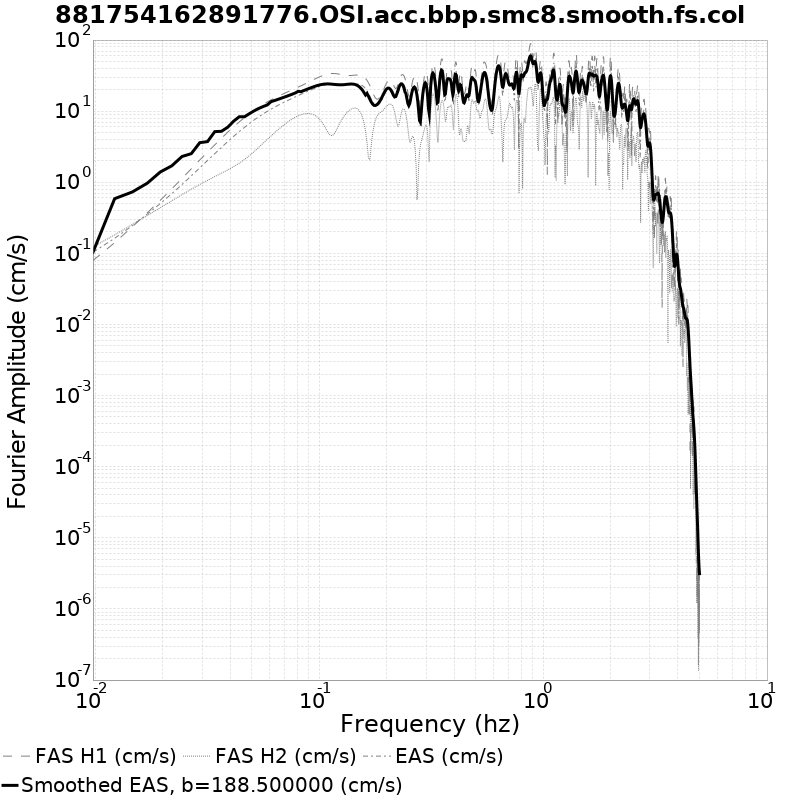 881754162891776.OSI.acc.bbp.smc8.smooth.fs.col
10^2
10^1
10^0
10^-1
10^-2
10^-3
10^-4
10^-5
10^-6
10^-7
Fourier Amplitude (cm/s)
10^-2 10^-1 10^0 10^1
Frequency (hz)
FAS H1 (cm/s) FAS H2 (cm/s) EAS (cm/s)
Smoothed EAS, b=188.500000 (cm/s)